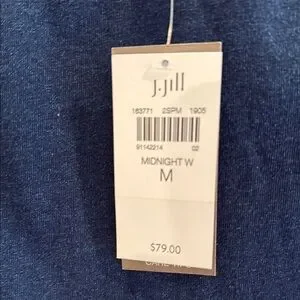 j.jill
163771 2SPM 1905
91142214 02
MIDNIGHT W
M
$79.00